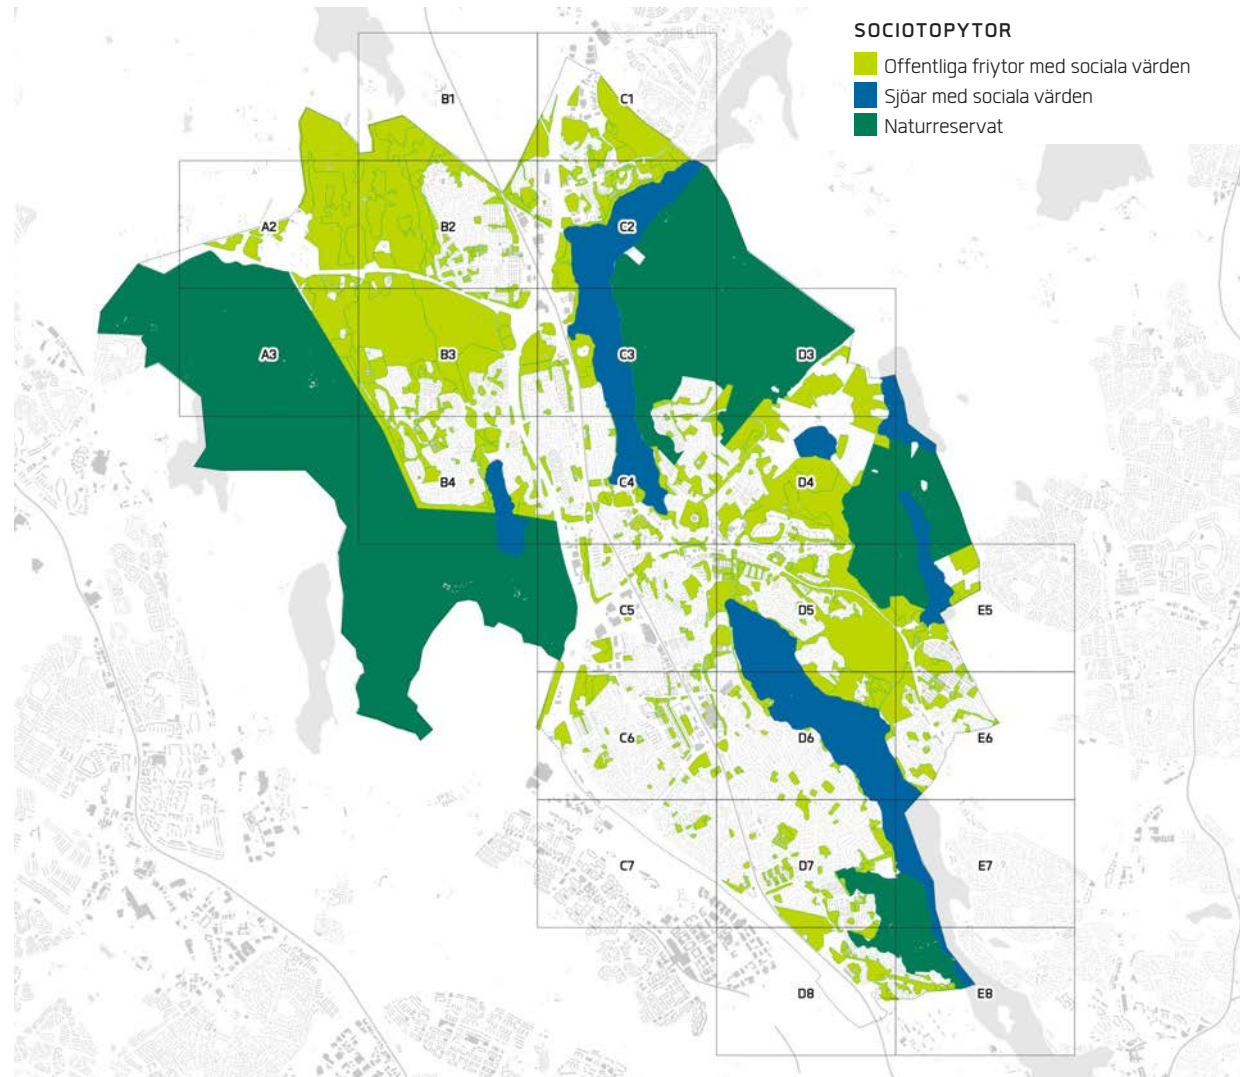 SOCIOTOPYTOR
Offentliga friytor med sociala värden
Sjöar med sociala värden
Naturreservat
B1
C1
A2
B2
C2
A3
B3
C3
D3
B4
C4
D4
C5
D5
E5
C6
D6
E6
C7
D7
E7
D8
E8